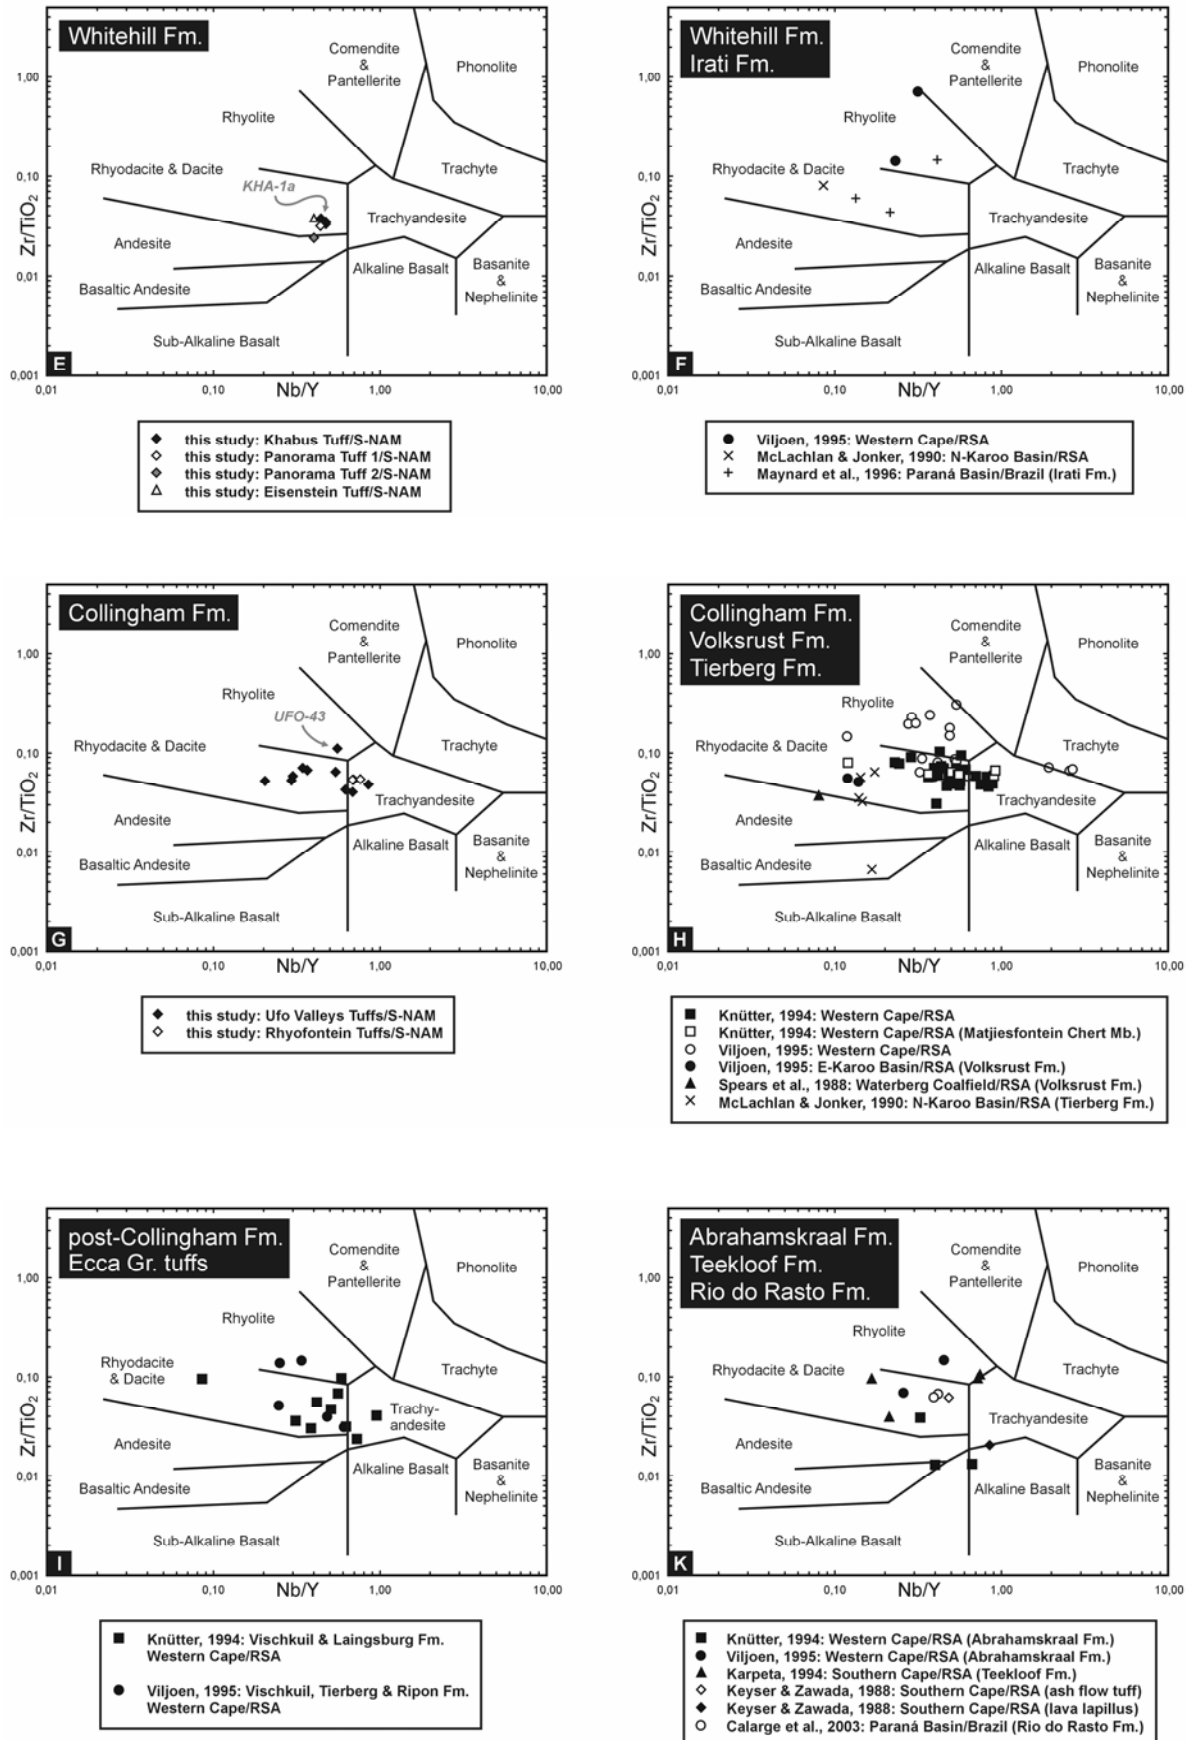 Whitehill Fm.
Comendite
&
Pantellerite
Phonolite
1,00
Rhyolite
Trachyte
Rhyodacite & Dacite
0,10
KHA-1a
Trachyandesite
Zr/TiO2
Andesite
Alkaline Basalt
Basanite
&
Nephelinite
0,01
Basaltic Andesite
Sub-Alkaline Basalt
E
0,001
0,01
0,10
Nb/Y
1,00
10,00
this study: Khabus Tuff/S-NAM
this study: Panorama Tuff 1/S-NAM
this study: Panorama Tuff 2/S-NAM
this study: Eisenstein Tuff/S-NAM
Whitehill Fm.
Irati Fm.
Comendite
&
Pantellerite
Phonolite
1,00
Rhyolite
Trachyte
Rhyodacite & Dacite
0,10
Trachyandesite
Zr/TiO2
Andesite
Alkaline Basalt
Basanite
&
Nephelinite
0,01
Basaltic Andesite
Sub-Alkaline Basalt
F
0,001
0,01
0,10
Nb/Y
1,00
10,00
Viljoen, 1995: Western Cape/RSA
McLachlan & Jonker, 1990: N-Karoo Basin/RSA
Maynard et al., 1996: Paraná Basin/Brazil (Irati Fm.)
Collingham Fm.
Comendite
&
Pantellerite
Phonolite
1,00
Rhyolite
UFO-43
Trachyte
Rhyodacite & Dacite
0,10
Trachyandesite
Zr/TiO2
Andesite
Alkaline Basalt
Basanite
&
Nephelinite
0,01
Basaltic Andesite
Sub-Alkaline Basalt
G
0,001
0,01
0,10
Nb/Y
1,00
10,00
this study: Ufo Valleys Tuffs/S-NAM
this study: Rhyofontein Tuffs/S-NAM
Collingham Fm.
Volksrust Fm.
Tierberg Fm.
Comendite
&
Pantellerite
Phonolite
1,00
Rhyolite
Trachyte
Rhyodacite & Dacite
0,10
Trachyandesite
Zr/TiO2
Andesite
Alkaline Basalt
Basanite
&
Nephelinite
0,01
Basaltic Andesite
Sub-Alkaline Basalt
H
0,001
0,01
0,10
Nb/Y
1,00
10,00
Knütter, 1994: Western Cape/RSA
Knütter, 1994: Western Cape/RSA (Matjiesfontein Chert Mb.)
Viljoen, 1995: Western Cape/RSA
Viljoen, 1995: E-Karoo Basin/RSA (Volksrust Fm.)
Spears et al., 1988: Waterberg Coalfield/RSA (Volksrust Fm.)
McLachlan & Jonker, 1990: N-Karoo Basin/RSA (Tierberg Fm.)
post-Collingham Fm.
Ecca Gr. tuffs
Comendite
&
Pantellerite
Phonolite
1,00
Rhyolite
Trachyte
Rhyodacite
& Dacite
0,10
Trachy-
andesite
Zr/TiO2
Andesite
Alkaline Basalt
Basanite
&
Nephelinite
0,01
Basaltic Andesite
Sub-Alkaline Basalt
I
0,001
0,01
0,10
Nb/Y
1,00
10,00
Knütter, 1994: Vischkuil & Laingsburg Fm.
Western Cape/RSA
Viljoen, 1995: Vischkuil, Tierberg & Ripon Fm.
Western Cape/RSA
Abrahamskraal Fm.
Teekloof Fm.
Rio do Rasto Fm.
Comendite
&
Pantellerite
Phonolite
1,00
Rhyolite
Trachyte
Rhyodacite & Dacite
0,10
Trachyandesite
Zr/TiO2
Andesite
Alkaline Basalt
Basanite
&
Nephelinite
0,01
Basaltic Andesite
Sub-Alkaline Basalt
K
0,001
0,01
0,10
Nb/Y
1,00
10,00
Knütter, 1994: Western Cape/RSA (Abrahamskraal Fm.)
Viljoen, 1995: Western Cape/RSA (Abrahamskraal Fm.)
Karpeta, 1994: Southern Cape/RSA (Teekloof Fm.)
Keyser & Zawada, 1988: Southern Cape/RSA (ash flow tuff)
Keyser & Zawada, 1988: Southern Cape/RSA (lava lapillus)
Calarge et al., 2003: Paraná Basin/Brazil (Rio do Rasto Fm.)